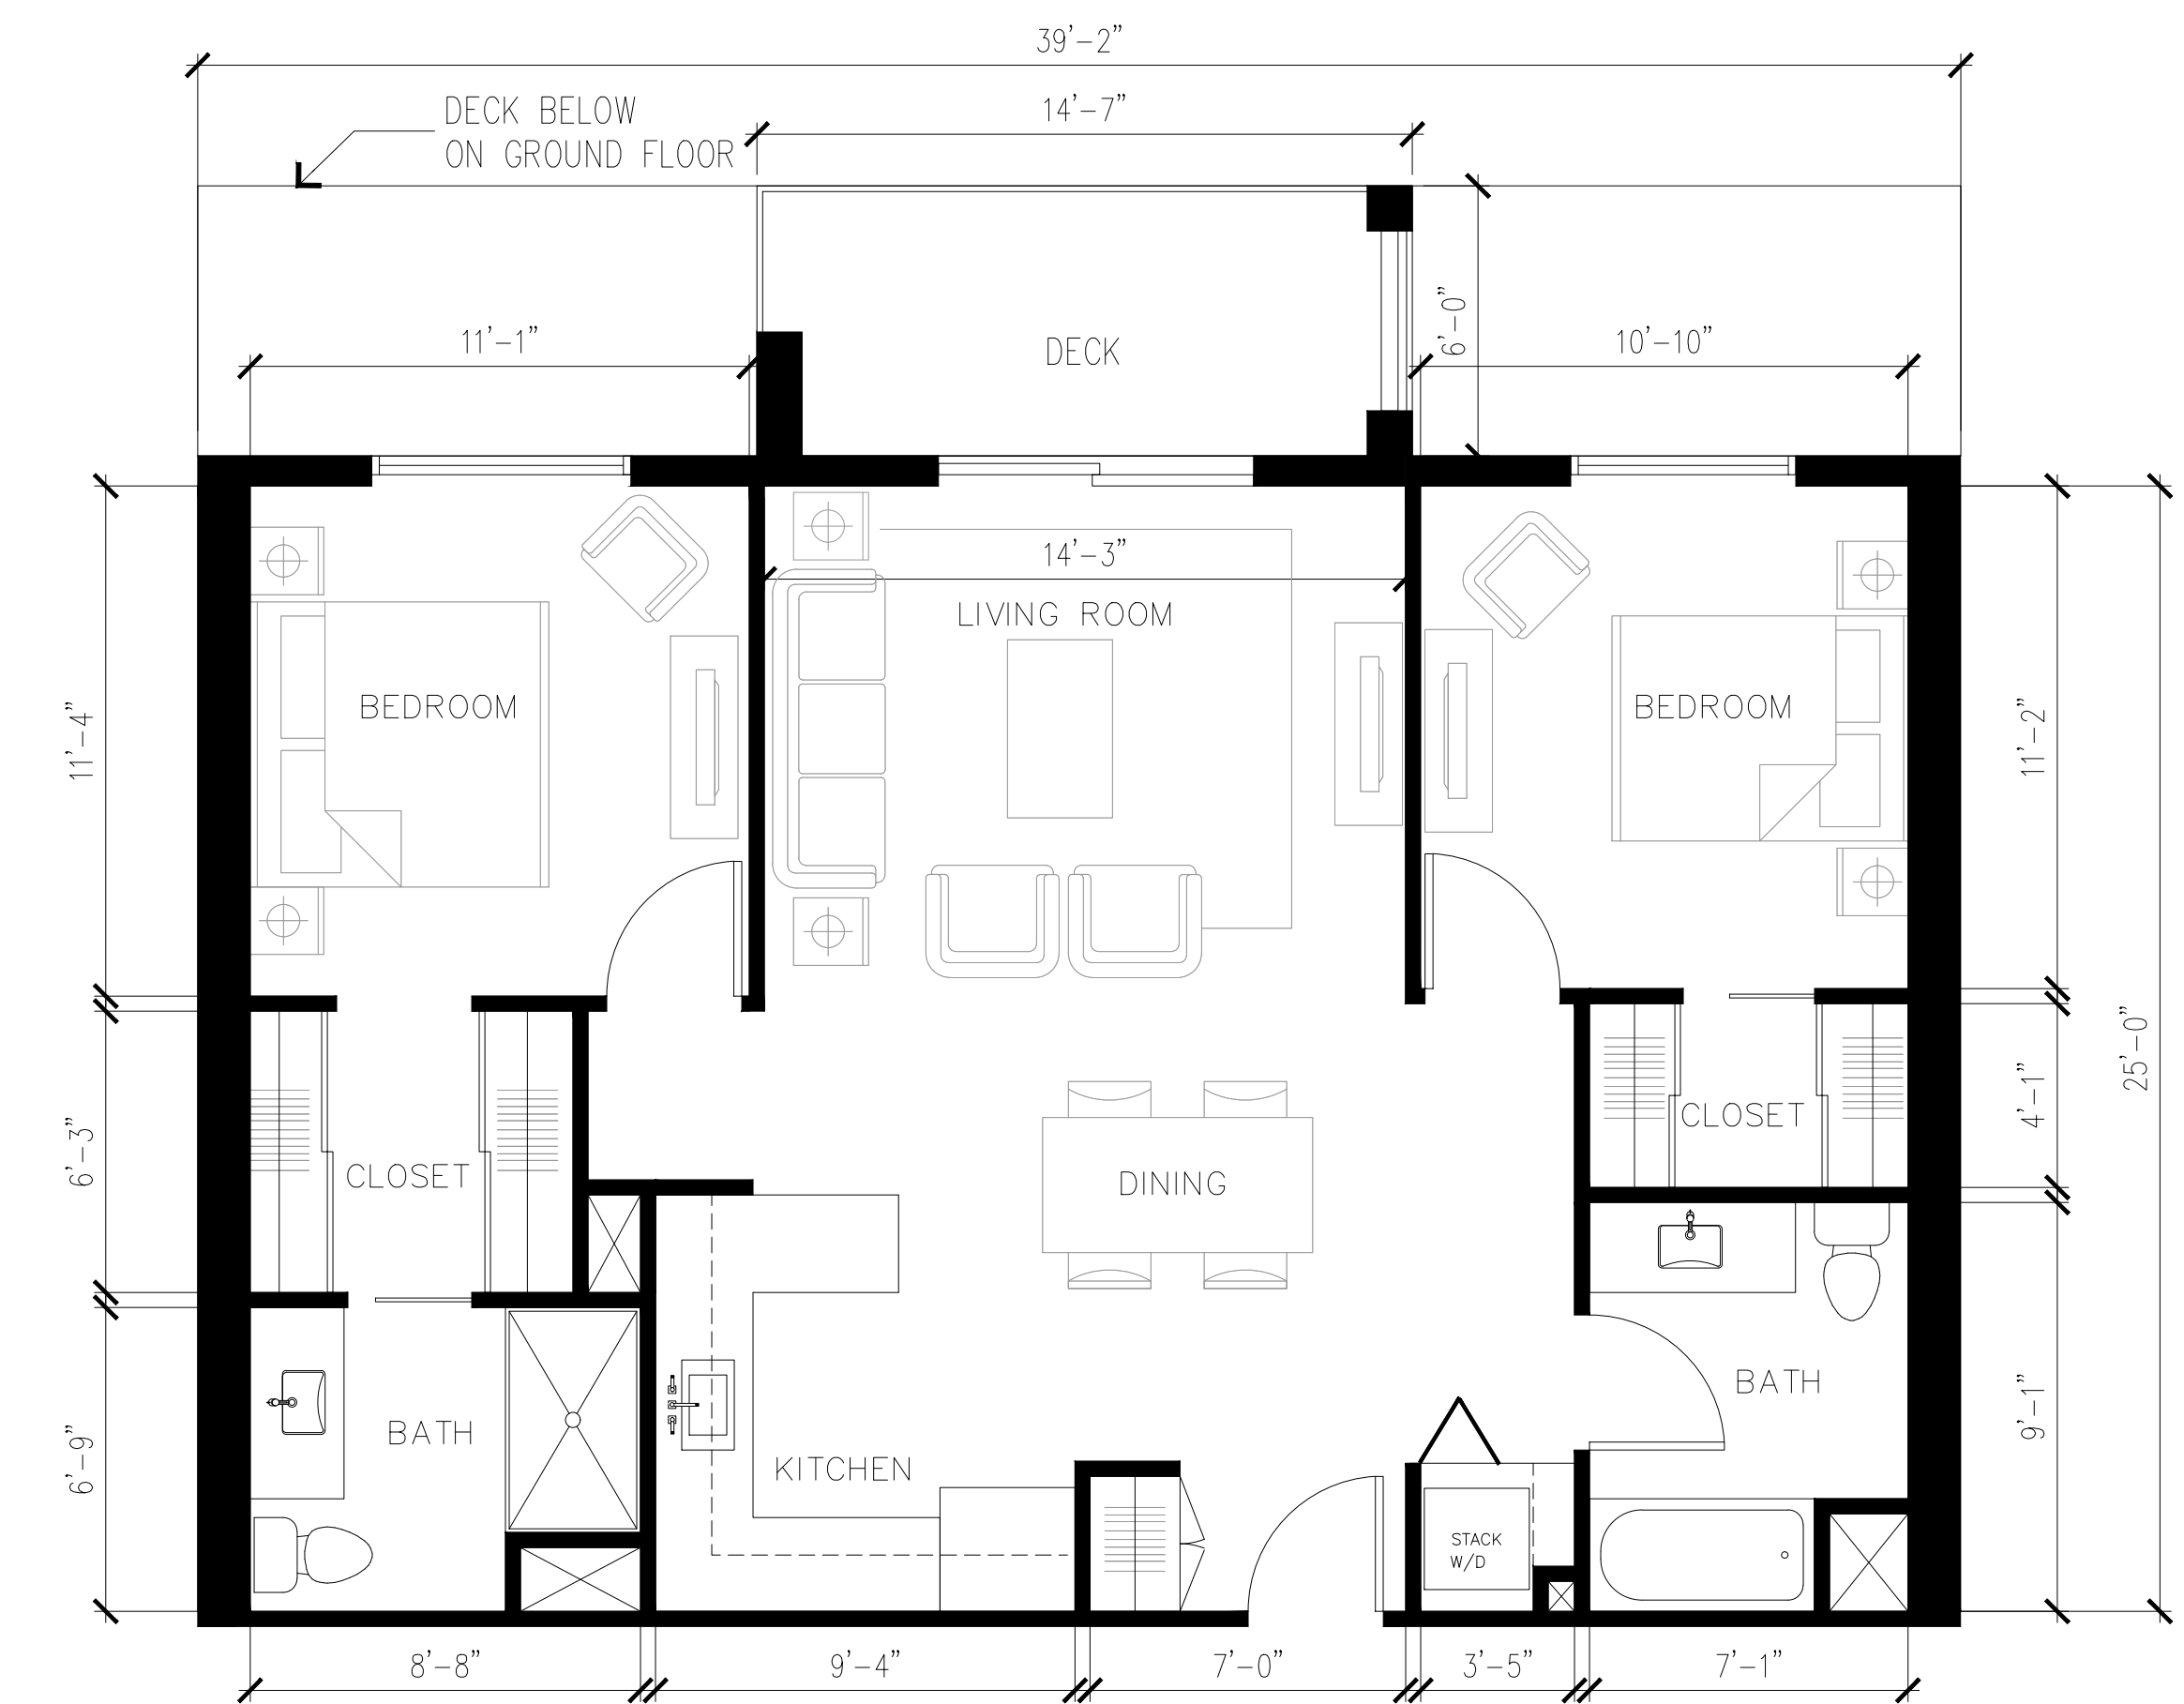 39'-2"
14'-7"
DECK BELOW
ON GROUND FLOOR
6'-0"
11'-1"
DECK
10'-10"
14'-3"
LIVING ROOM
BEDROOM
BEDROOM
11'-4"
11'-2"
25'-0"
4'-1"
CLOSET
6'-3"
CLOSET
DINING
BATH
9'-1"
BATH
6'-9"
KITCHEN
STACK
W/D
8'-8"
9'-4"
7'-0"
3'-5"
7'-1"